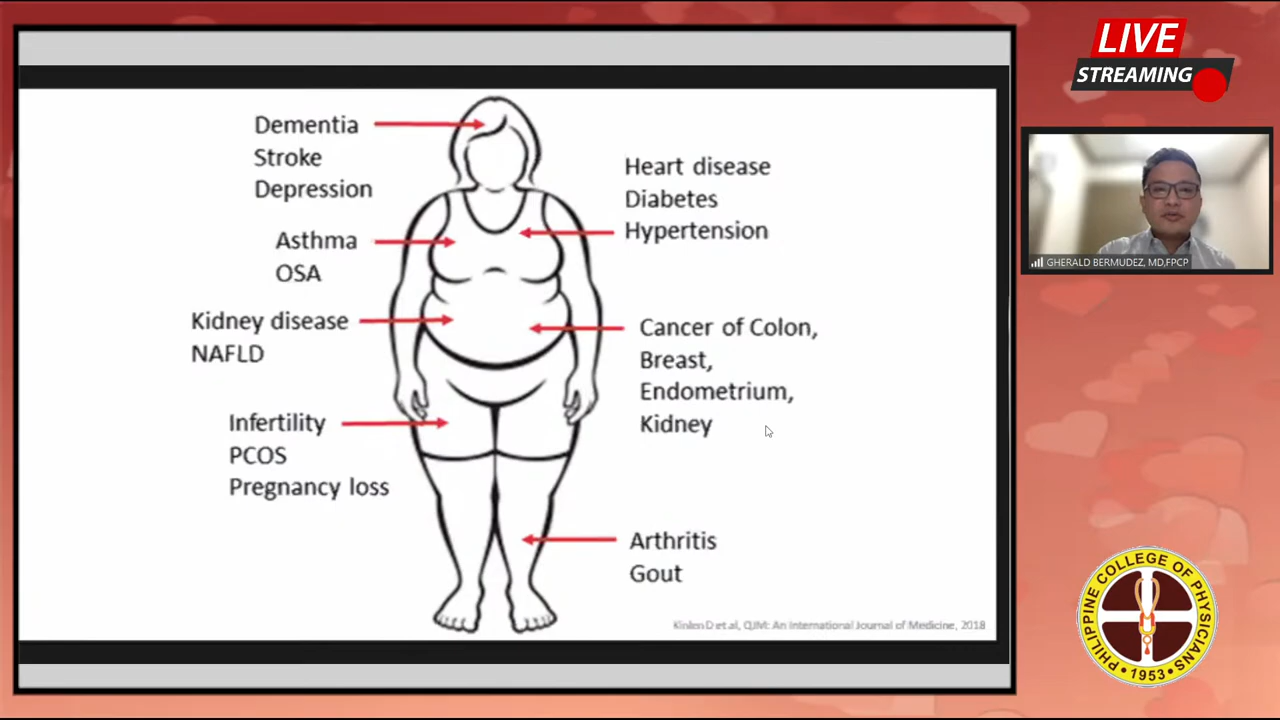 Dementia
Stroke
Depression
Asthma
OSA
Kidney disease
NAFLD
Infertility
PCOS
Pregnancy loss
Heart disease
Diabetes
Hypertension
Cancer of Colon,
Breast,
Endometrium,
Kidney
Arthritis
Gout
Kinlen D et al, QJM: An International Journal of Medicine, 2018
LIVE
STREAMING
GHERALD BERMUDEZ, MD,FPCP
PHILIPPINE COLLEGE OF PHYSICIANS
1953